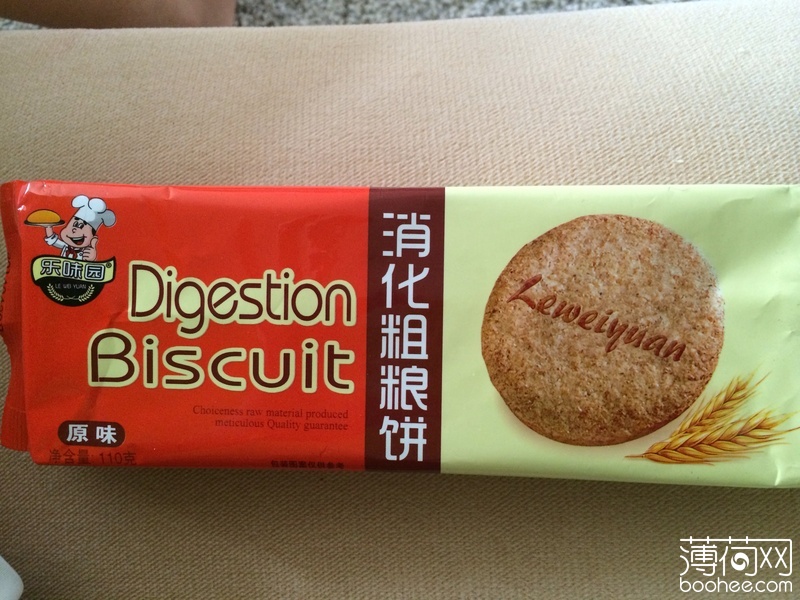 乐味园®
LE WEI YUAN
Digestion
Biscuit
Choiceness raw material produced
meticulous Quality guarantee
原味
净含量: 110克
消化粗粮饼
Leweiyuan
薄荷网
boohee.com